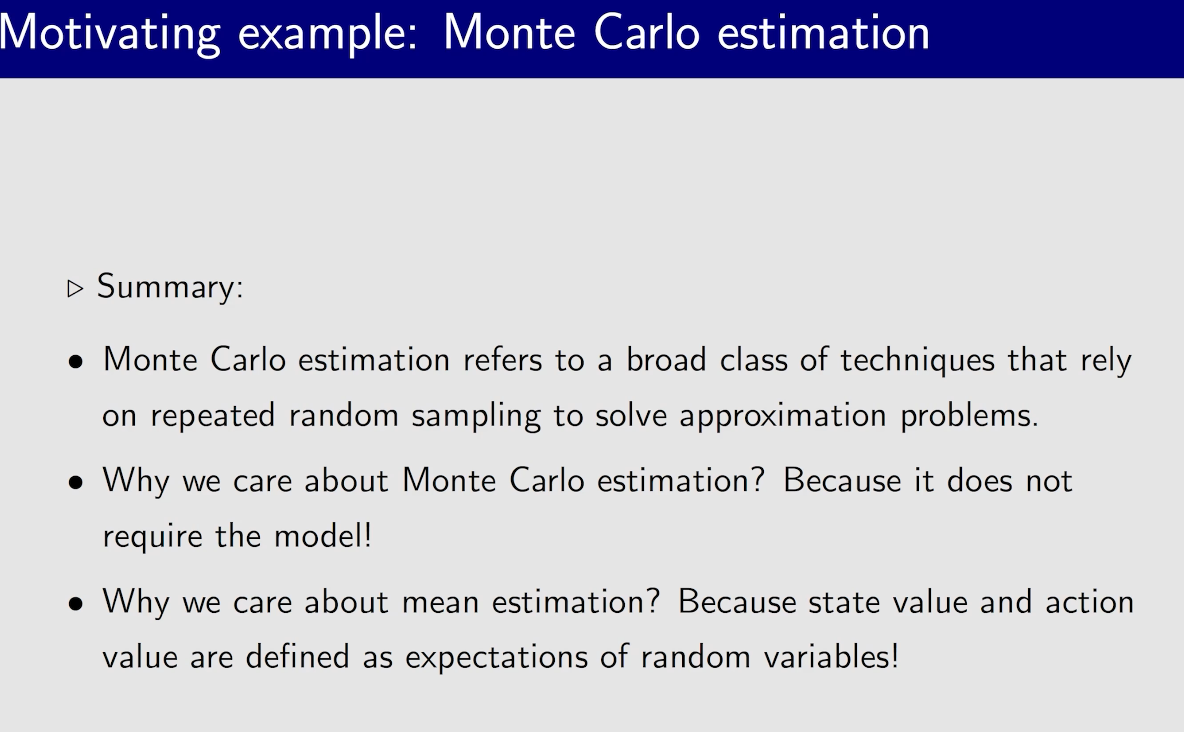 Motivating example: Monte Carlo estimation
▷ Summary:
• Monte Carlo estimation refers to a broad class of techniques that rely
on repeated random sampling to solve approximation problems.
• Why we care about Monte Carlo estimation? Because it does not
require the model!
• Why we care about mean estimation? Because state value and action
value are defined as expectations of random variables!